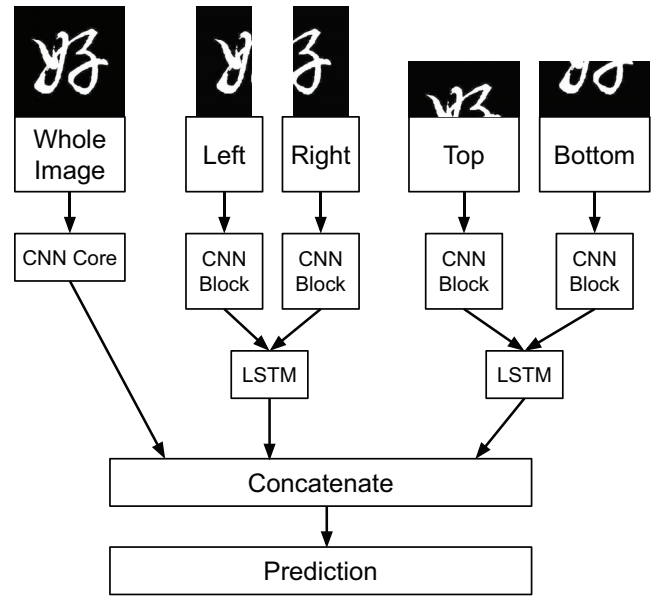 好
Whole
Image
Left
Right
Top
Bottom
CNN Core
CNN
Block
CNN
Block
CNN
Block
CNN
Block
LSTM
LSTM
Concatenate
Prediction